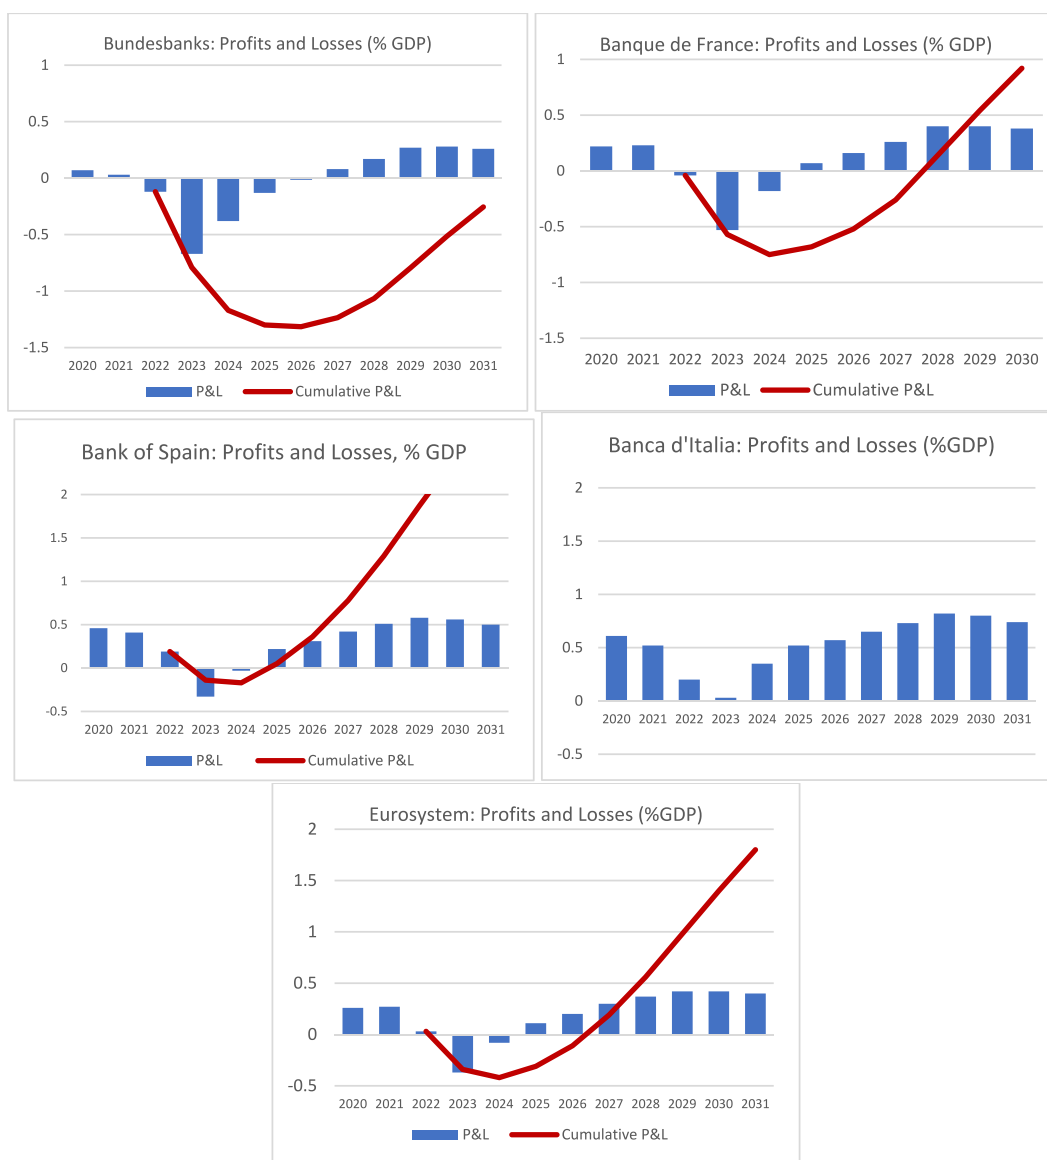 Bundesbanks: Profits and Losses (% GDP)
1
0.5
0
-0.5
-1
-1.5
2020 2021 2022 2023 2024 2025 2026 2027 2028 2029 2030 2031
P&L Cumulative P&L
Banque de France: Profits and Losses (% GDP)
1
0.5
0
-0.5
-1
-1.5
2020 2021 2022 2023 2024 2025 2026 2027 2028 2029 2030
P&L Cumulative P&L
Bank of Spain: Profits and Losses, % GDP
2
1.5
1
0.5
0
-0.5
2020 2021 2022 2023 2024 2025 2026 2027 2028 2029 2030 2031
P&L Cumulative P&L
Banca d'Italia: Profits and Losses (%GDP)
2
1.5
1
0.5
0
2020 2021 2022 2023 2024 2025 2026 2027 2028 2029 2030 2031
-0.5
Eurosystem: Profits and Losses (%GDP)
2
1.5
1
0.5
0
-0.5
2020 2021 2022 2023 2024 2025 2026 2027 2028 2029 2030 2031
P&L Cumulative P&L